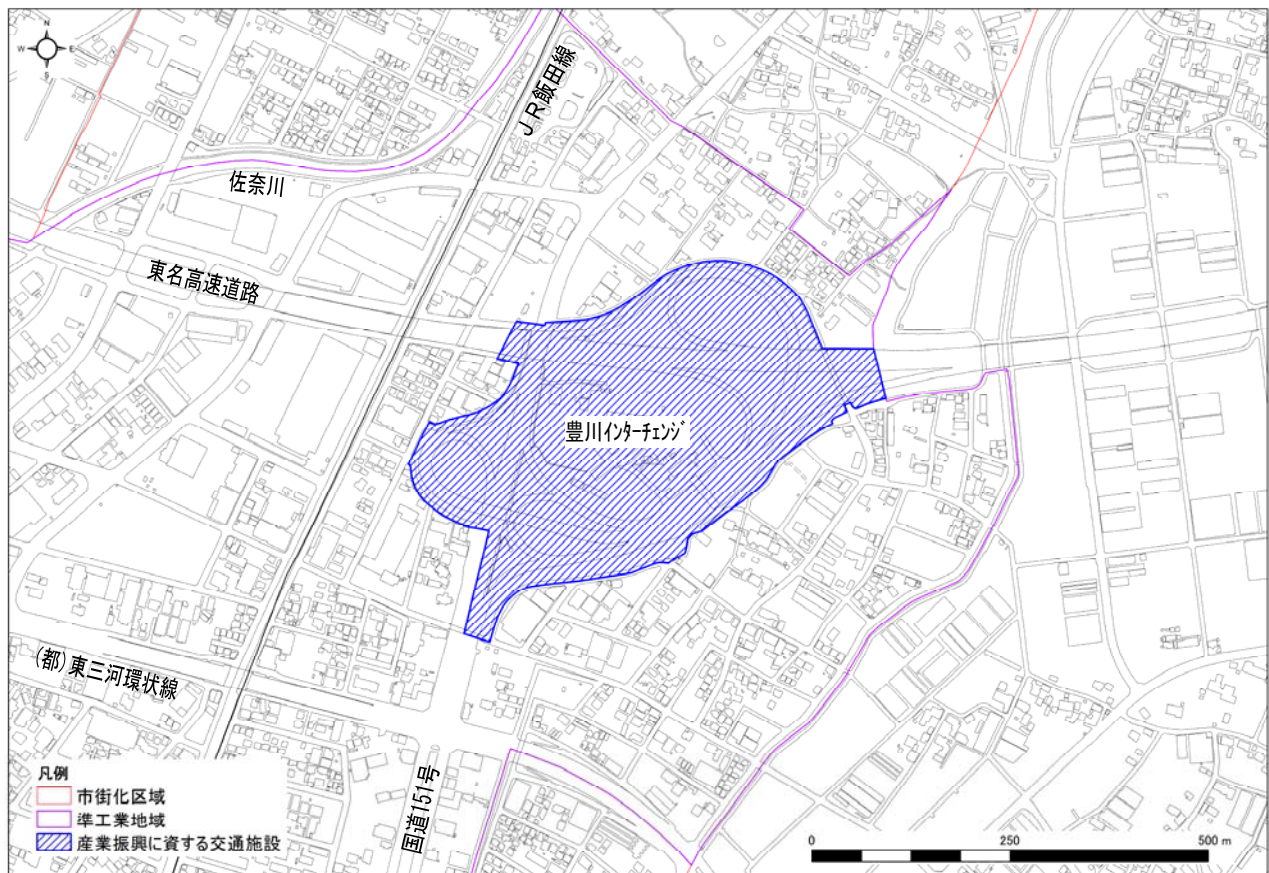 N
W E
S
JR飯田線
佐奈川
東名高速道路
豊川インターチェンジ
(都)東三河環状線
国道151号
凡例
市街化区域
準工業地域
産業振興に資する交通施設
0 250 500 m